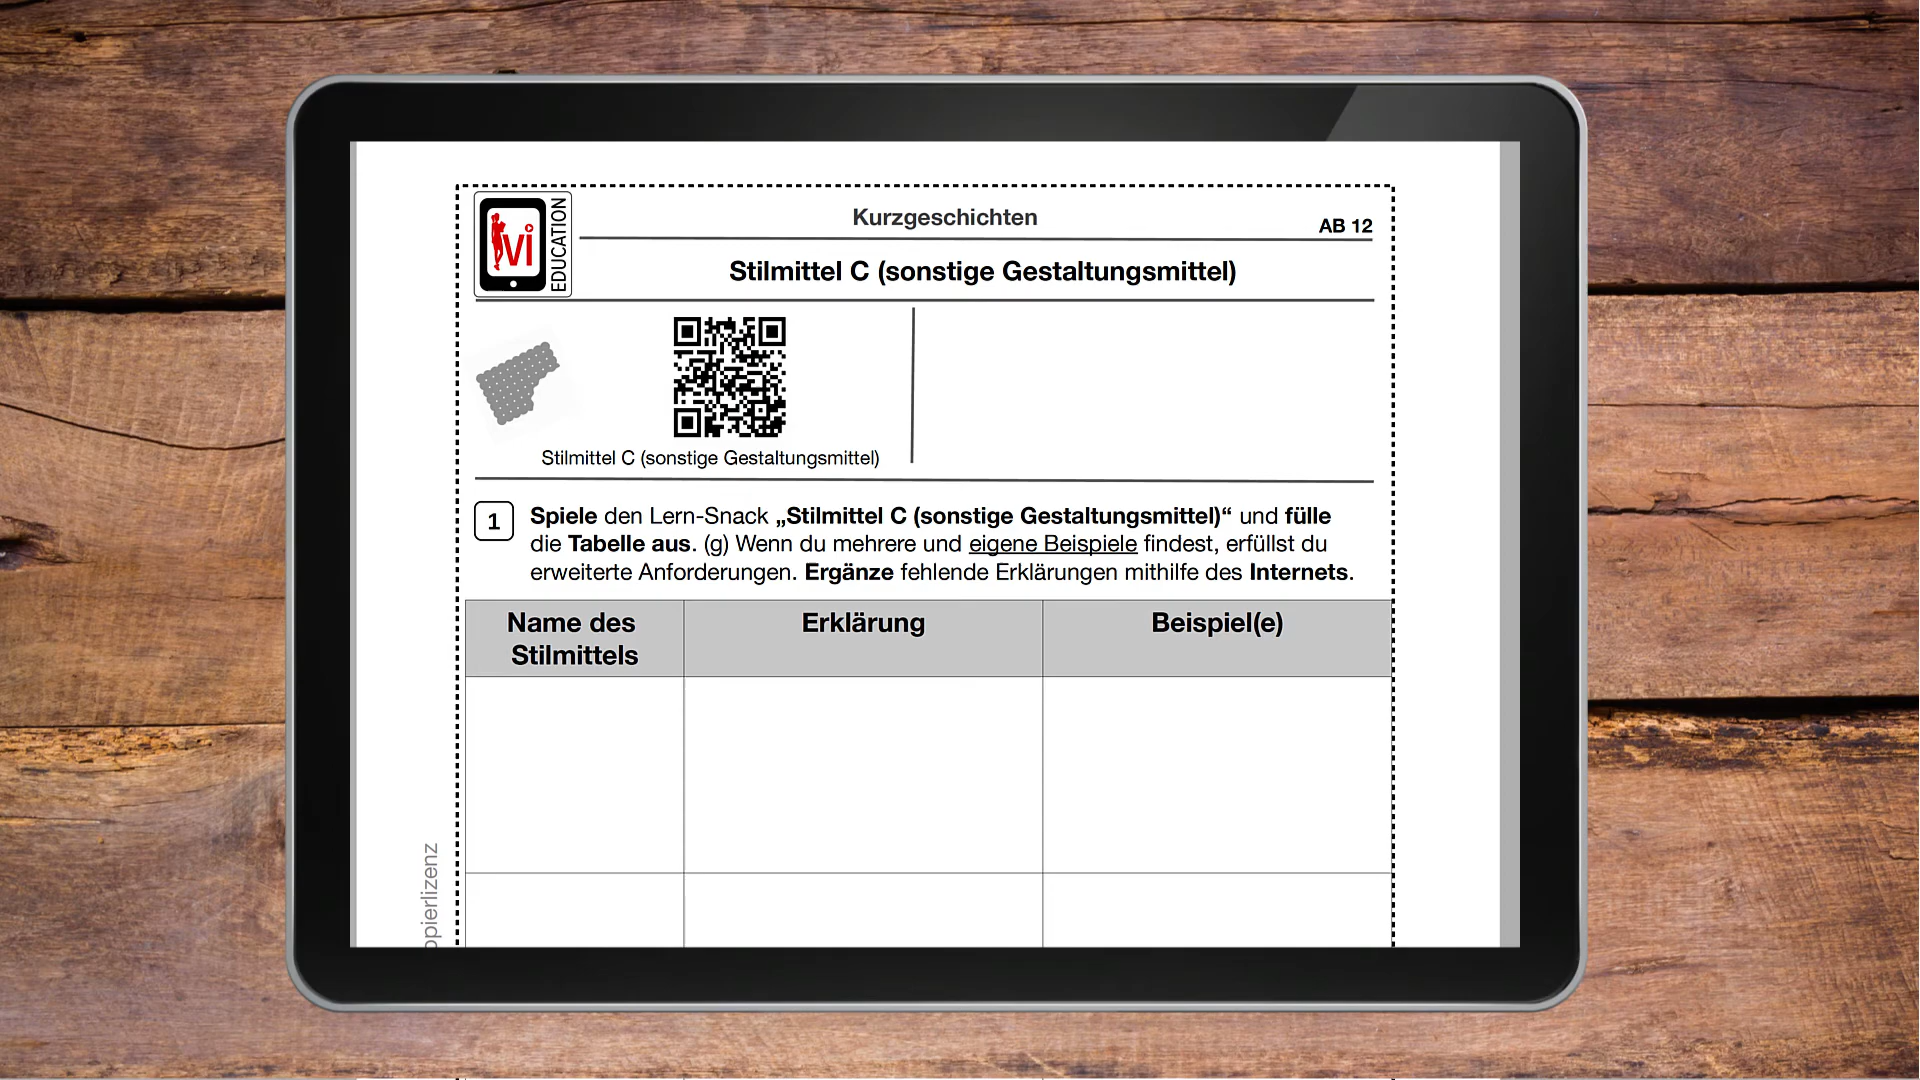 Kurzgeschichten
AB 12
VI
EDUCATION
Stilmittel C (sonstige Gestaltungsmittel)
Stilmittel C (sonstige Gestaltungsmittel)
1
Spiele den Lern-Snack „Stilmittel C (sonstige Gestaltungsmittel)“ und fülle
die Tabelle aus. (g) Wenn du mehrere und eigene Beispiele findest, erfüllst du
erweiterte Anforderungen. Ergänze fehlende Erklärungen mithilfe des Internets.
Name des
Stilmittels
Erklärung
Beispiel(e)
opierlizenz